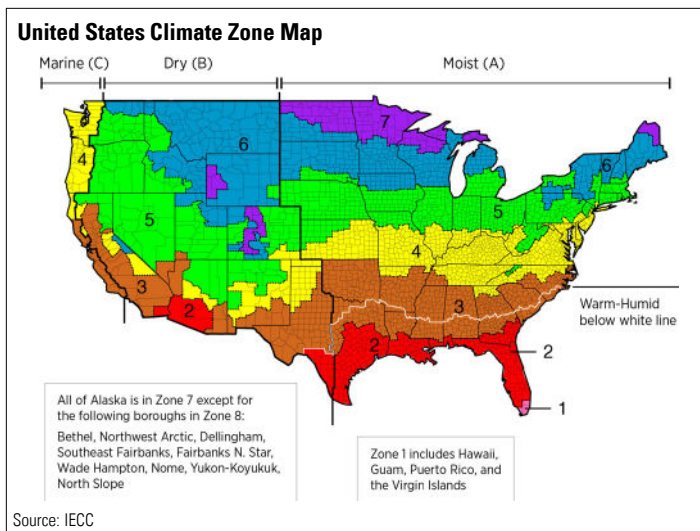 United States Climate Zone Map
Marine (C)
Dry (B)
Moist (A)
7
6
6
4
5
5
4
3
3
Warm-Humid
below white line
2
2
2
1
All of Alaska is in Zone 7 except for
the following boroughs in Zone 8:
Bethel, Northwest Arctic, Dellingham,
Southeast Fairbanks, Fairbanks N. Star,
Wade Hampton, Nome, Yukon-Koyukuk,
North Slope
Zone 1 includes Hawaii,
Guam, Puerto Rico, and
the Virgin Islands
Source: IECC